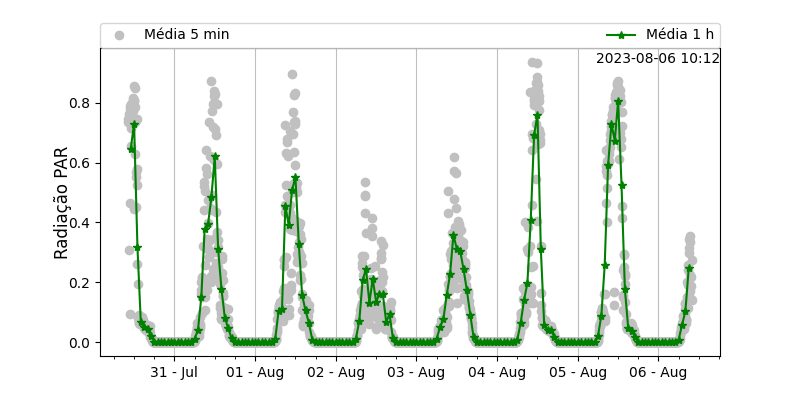 Média 5 min
Média 1 h
2023-08-06 10:12
Radiação PAR
0.8
0.6
0.4
0.2
0.0
31 - Jul
01 - Aug
02 - Aug
03 - Aug
04 - Aug
05 - Aug
06 - Aug